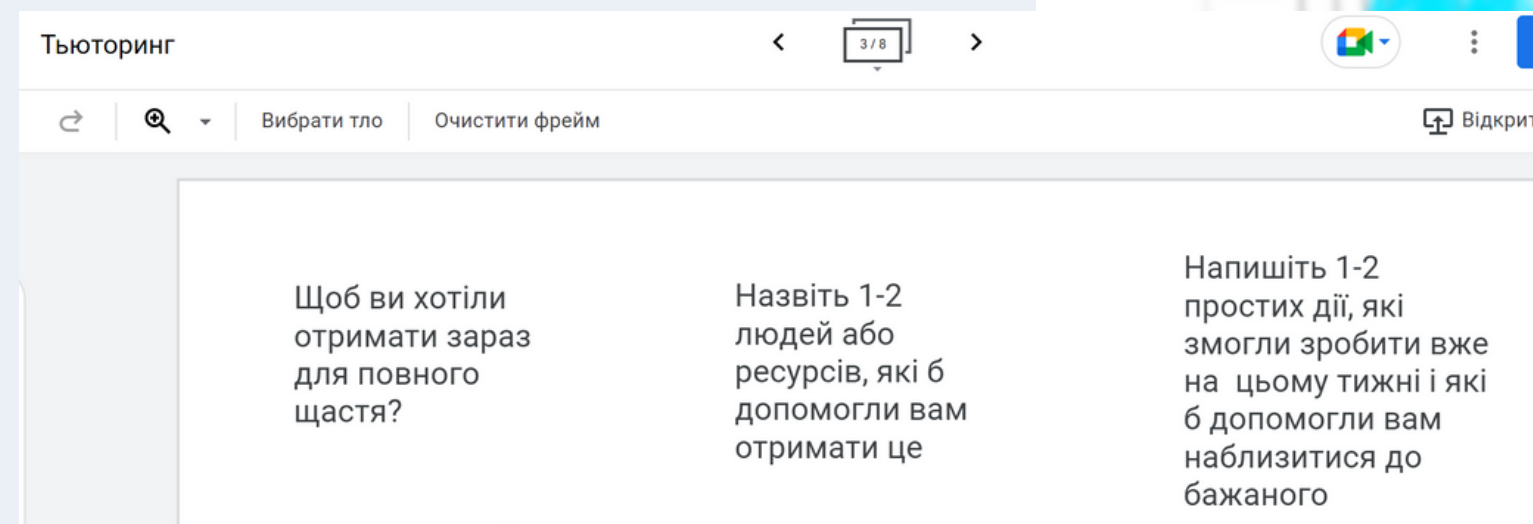 Тьюторинг
3 / 8
Вибрати тло
Очистити фрейм
Щоб ви хотіли
отримати зараз
для повного
щастя?
Назвіть 1-2
людей або
ресурсів, які б
допомогли вам
отримати це
Напишіть 1-2
простих дії, які
змогли зробити вже
на цьому тижні і які
б допомогли вам
наблизитися до
бажаного